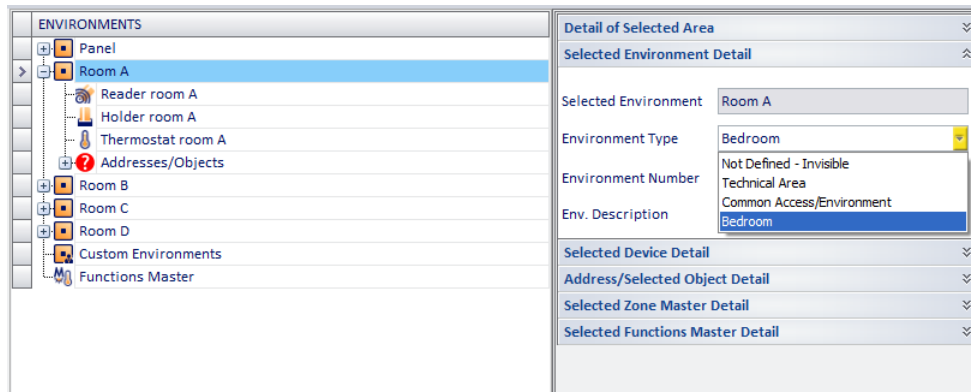 ENVIRONMENTS
Panel
Room A
Reader room A
Holder room A
Thermostat room A
Addresses/Objects
Room B
Room C
Room D
Custom Environments
Functions Master
Detail of Selected Area
Selected Environment Detail
Selected Environment Room A
Environment Type Bedroom
Not Defined - Invisible
Technical Area
Environment Number
Common Access/Environment
Env. Description
Bedroom
Selected Device Detail
Address/Selected Object Detail
Selected Zone Master Detail
Selected Functions Master Detail